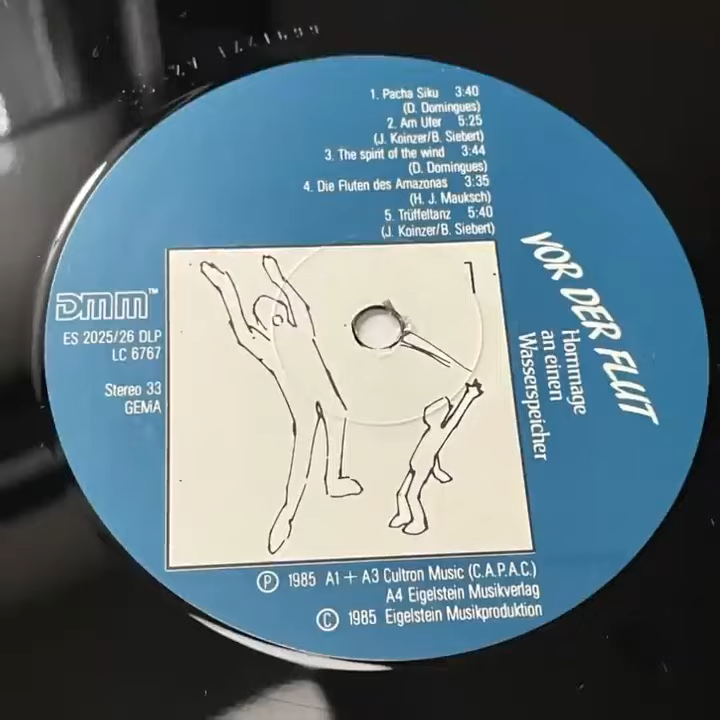 1. Pacha Siku 3:40
(D. Domingues)
2. Am Ufer 5:25
(J. Koinzer/B. Siebert)
3. The spirit of the wind 3:44
(D. Domingues)
4. Die Fluten des Amazonas 3:35
(H. J. Mauksch)
5. Trüffeltanz 5:40
(J. Koinzer/B. Siebert)
VOR DER FLUT
Hommage
an einen
Wasserspeicher
1
DMM™
ES 2025/26 DLP
LC 6767
Stereo 33
GEMA
Ⓟ 1985 A1 + A3 Cultron Music (C.A.P.A.C.)
A4 Eigelstein Musikverlag
© 1985 Eigelstein Musikproduktion